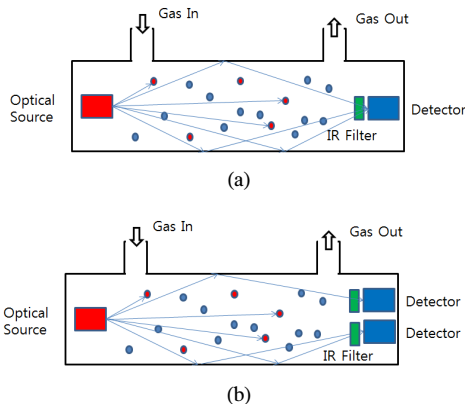 Gas In
Gas Out
Optical
Source
Detector
IR Filter
(a)
Gas In
Gas Out
Optical
Source
Detector
Detector
IR Filter
(b)